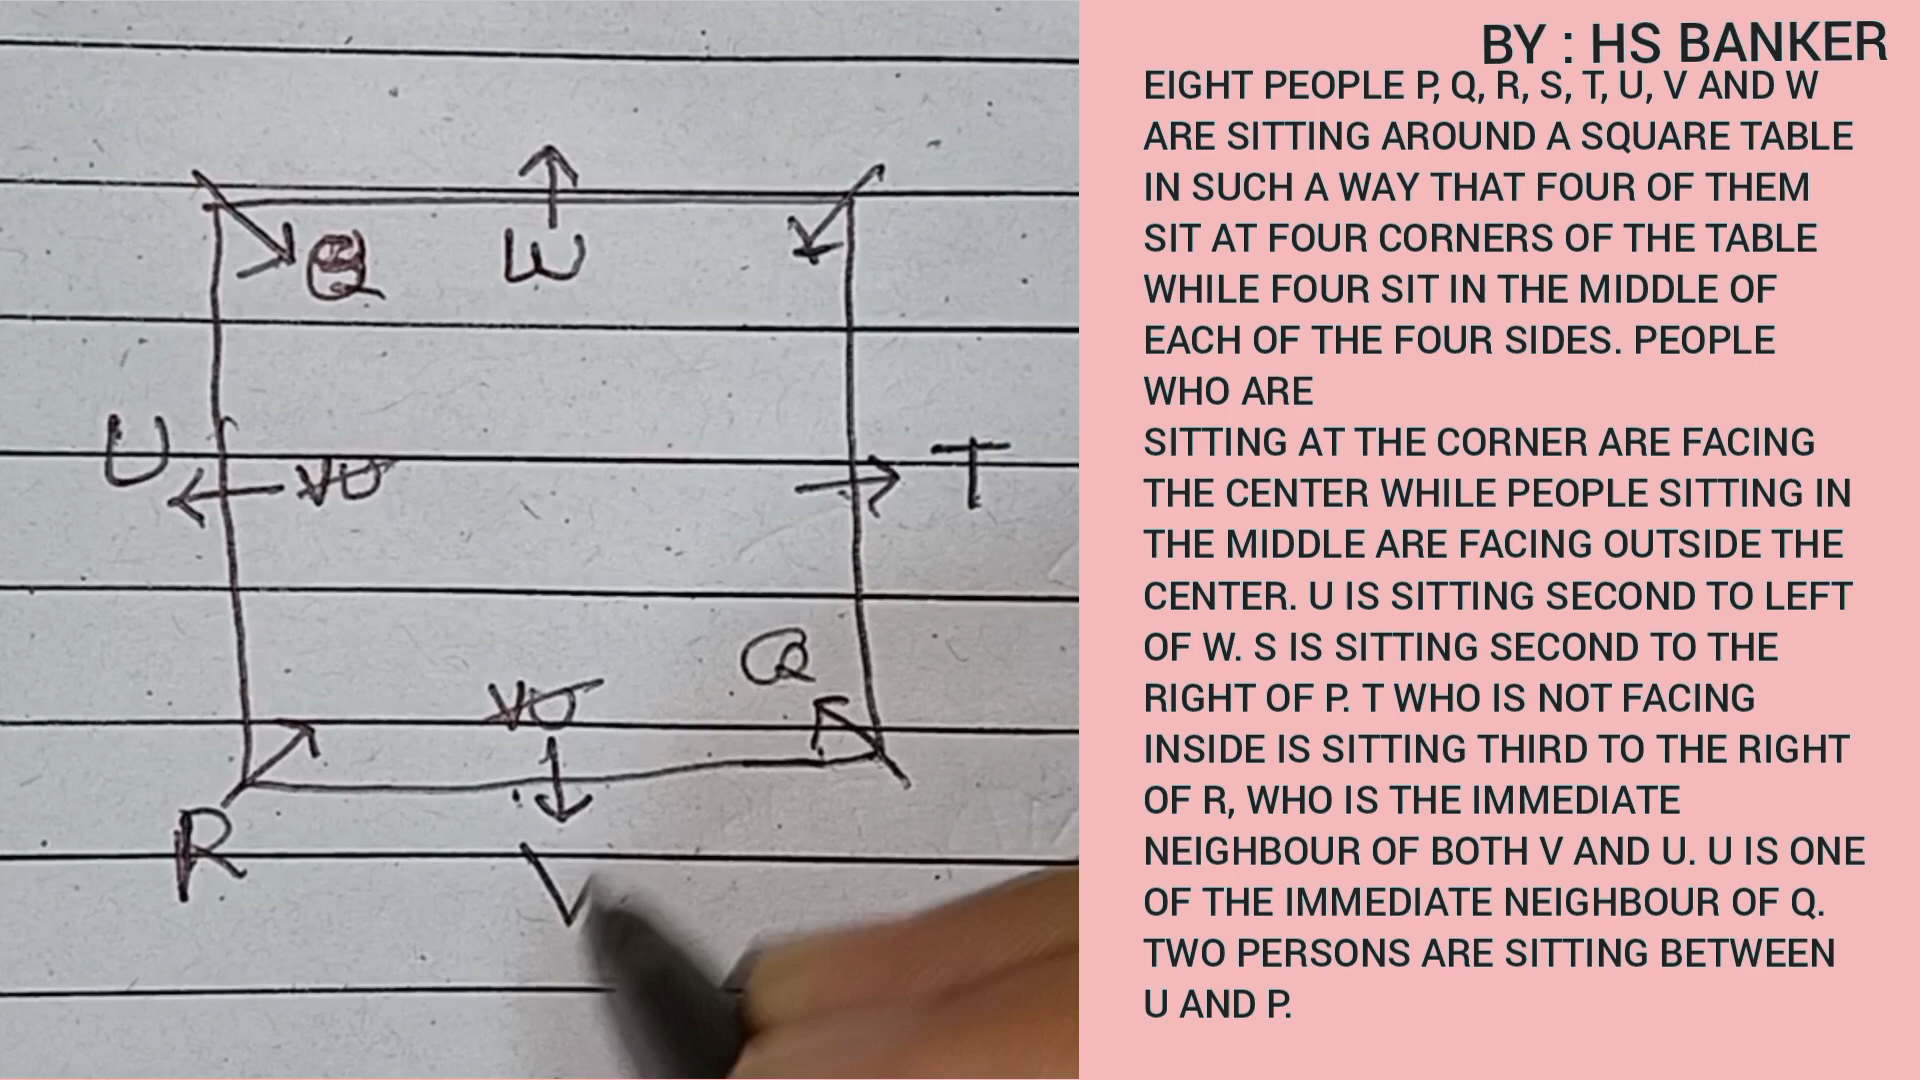 BY : HS BANKER
EIGHT PEOPLE P, Q, R, S, T, U, V AND W
ARE SITTING AROUND A SQUARE TABLE
IN SUCH A WAY THAT FOUR OF THEM
SIT AT FOUR CORNERS OF THE TABLE
WHILE FOUR SIT IN THE MIDDLE OF
EACH OF THE FOUR SIDES. PEOPLE
WHO ARE
SITTING AT THE CORNER ARE FACING
THE CENTER WHILE PEOPLE SITTING IN
THE MIDDLE ARE FACING OUTSIDE THE
CENTER. U IS SITTING SECOND TO LEFT
OF W. S IS SITTING SECOND TO THE
RIGHT OF P. T WHO IS NOT FACING
INSIDE IS SITTING THIRD TO THE RIGHT
OF R, WHO IS THE IMMEDIATE
NEIGHBOUR OF BOTH V AND U. U IS ONE
OF THE IMMEDIATE NEIGHBOUR OF Q.
TWO PERSONS ARE SITTING BETWEEN
U AND P.
W
U
T
Q
R
V